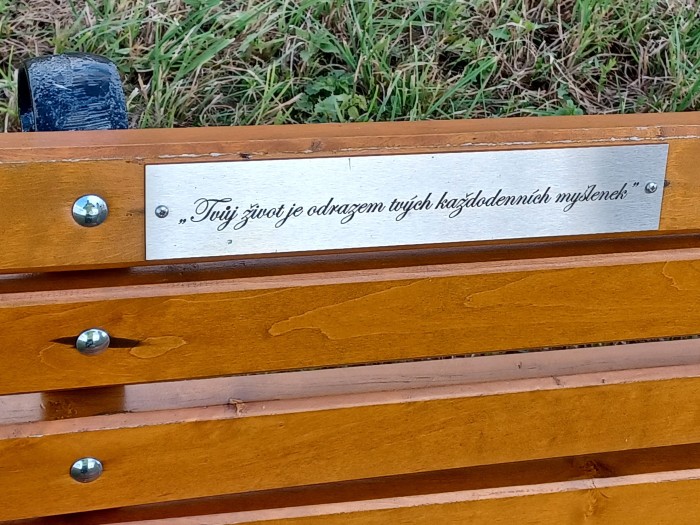 „Tvůj život je odrazem tvých každodenních myšlenek"